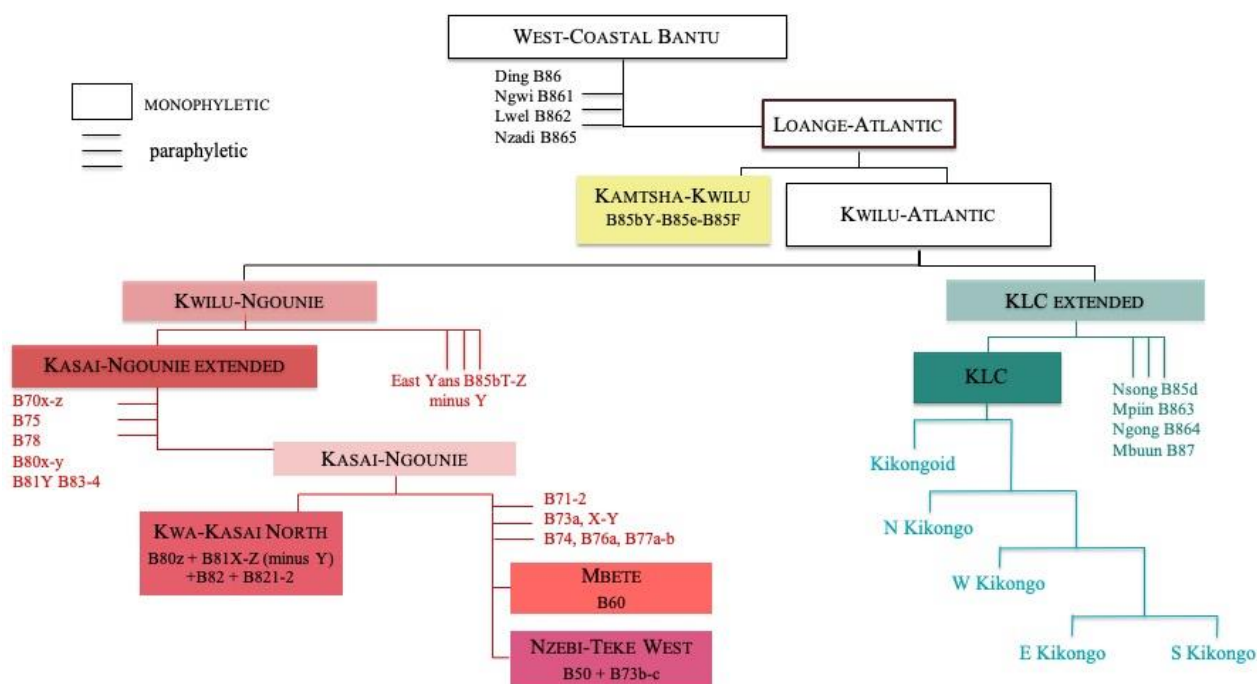 WEST-COASTAL BANTU
Ding B86
Ngwi B861
Lwel B862
Nzadi B865
MONOPHYLETIC
paraphyletic
LOANGE-ATLANTIC
KAMTSHA-KWILU
B85bY-B85e-B85F
KWILU-ATLANTIC
KWILU-NGOUNIE
KLC EXTENDED
KASAI-NGOUNIE EXTENDED
East Yans B85bT-Z
minus Y
KLC
Nsong B85d
Mpiin B863
Ngong B864
Mbuun B87
B70x-z
B75
B78
B80x-y
B81Y B83-4
KASAI-NGOUNIE
Kikongoid
KWA-KASAI NORTH
B80z + B81X-Z (minus Y)
+B82 + B821-2
B71-2
B73a, X-Y
B74, B76a, B77a-b
N Kikongo
MBETE
B60
W Kikongo
NZEBI-TEKE WEST
B50 + B73b-c
E Kikongo
S Kikongo